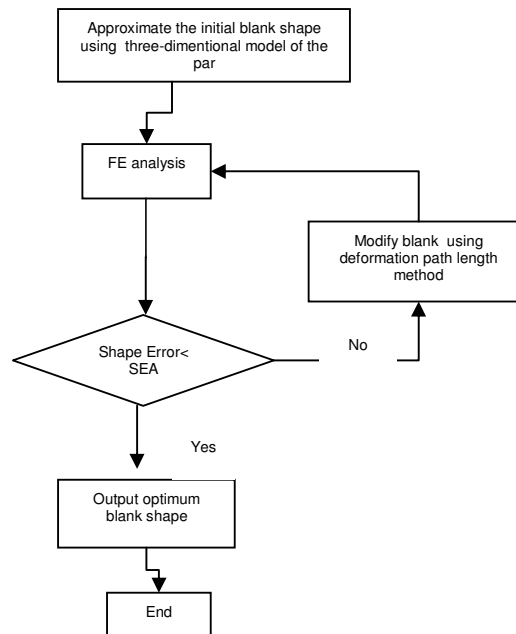 Approximate the initial blank shape
using three-dimentional model of the
par
FE analysis
Modify blank using
deformation path length
method
Shape Error<
SEA
No
Yes
Output optimum
blank shape
End